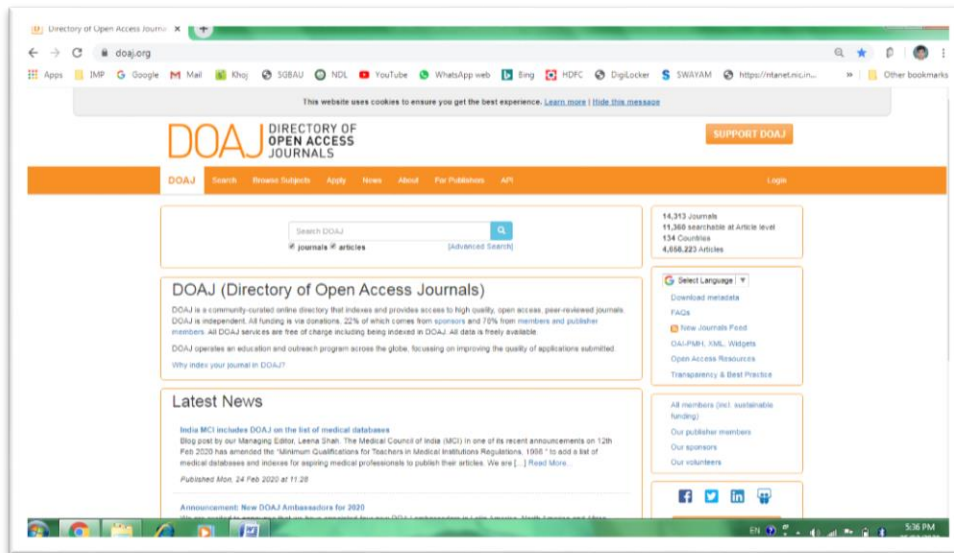 Directory of Open Access Journa
doaj.org
Apps IMP Google Mail Khoj SGBAU NDL YouTube WhatsApp web Bing HDFC DigiLocker SWAYAM https://ntanet.nic.in... » Other bookmarks
This website uses cookies to ensure you get the best experience. Learn more | Hide this message
DOAJ DIRECTORY OF
OPEN ACCESS
JOURNALS
SUPPORT DOAJ
DOAJ Search Browse Subjects Apply News About For Publishers API Login
Search DOAJ
journals articles [Advanced Search]
14,313 Journals
11,360 searchable at Article level
134 Countries
4,658,223 Articles
DOAJ (Directory of Open Access Journals)
DOAJ is a community-curated online directory that indexes and provides access to high quality, open access, peer-reviewed journals.
DOAJ is independent. All funding is via donations, 22% of which comes from sponsors and 78% from members and publisher
members. All DOAJ services are free of charge including being indexed in DOAJ. All data is freely available.
DOAJ operates an education and outreach program across the globe, focussing on improving the quality of applications submitted.
Why index your journal in DOAJ?
Select Language ▼
Download metadata
FAQs
New Journals Feed
OAI-PMH, XML, Widgets
Open Access Resources
Transparency & Best Practice
Latest News
India MCI includes DOAJ on the list of medical databases
Blog post by our Managing Editor, Leena Shah. The Medical Council of India (MCI) in one of its recent announcements on 12th
Feb 2020 has amended the "Minimum Qualifications for Teachers in Medical Institutions Regulations, 1998 " to add a list of
medical databases and indexes for aspiring medical professionals to publish their articles. We are [...] Read More...
Published Mon, 24 Feb 2020 at 11:28
Announcement: New DOAJ Ambassadors for 2020
All members (incl. sustainable
funding)
Our publisher members
Our sponsors
Our volunteers
EN 5:36 PM